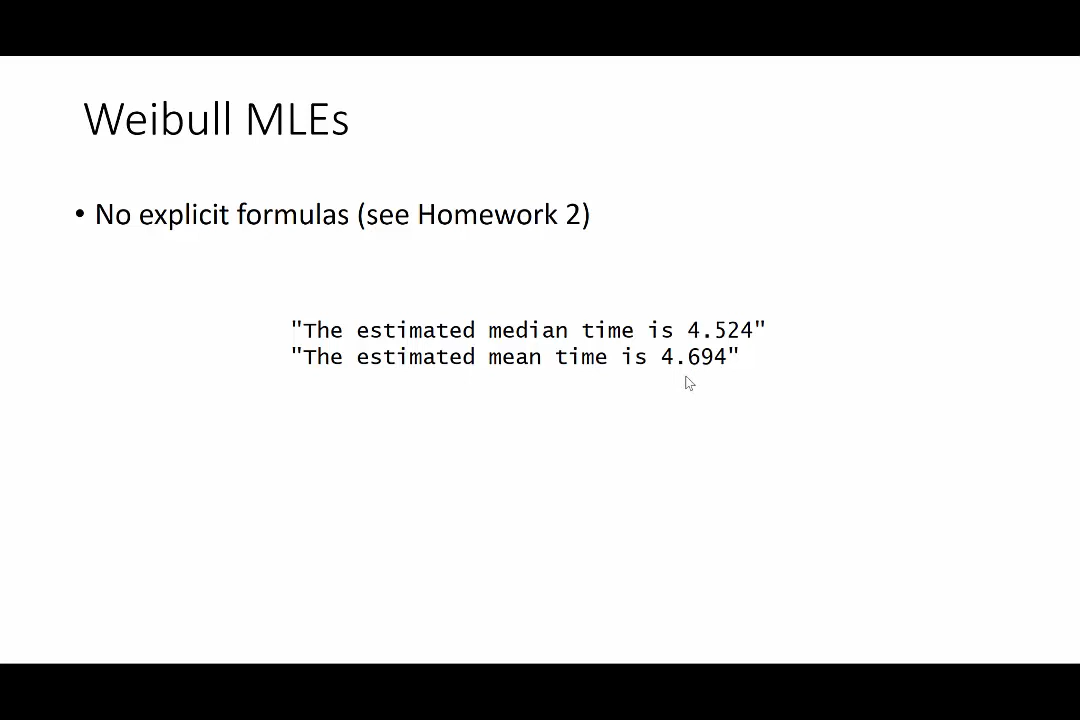 Weibull MLEs
• No explicit formulas (see Homework 2)
"The estimated median time is 4.524"
"The estimated mean time is 4.694"